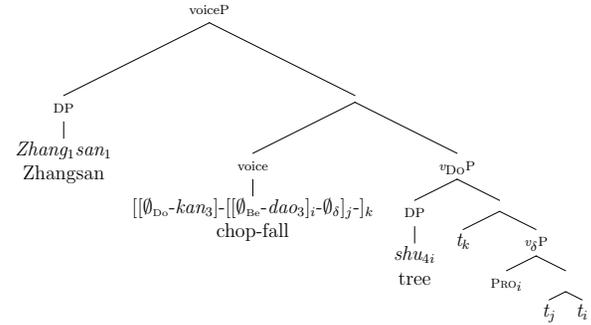 voiceP
DP
Zhang₁san₁
Zhangsan
voice
[[∅Do-kan₃]-[[∅Be-dao₃]ᵢ-∅δ]ⱼ-]ₖ
chop-fall
vDoP
DP
shu₄ᵢ
tree
tₖ
vδP
Proᵢ
tⱼ tᵢ